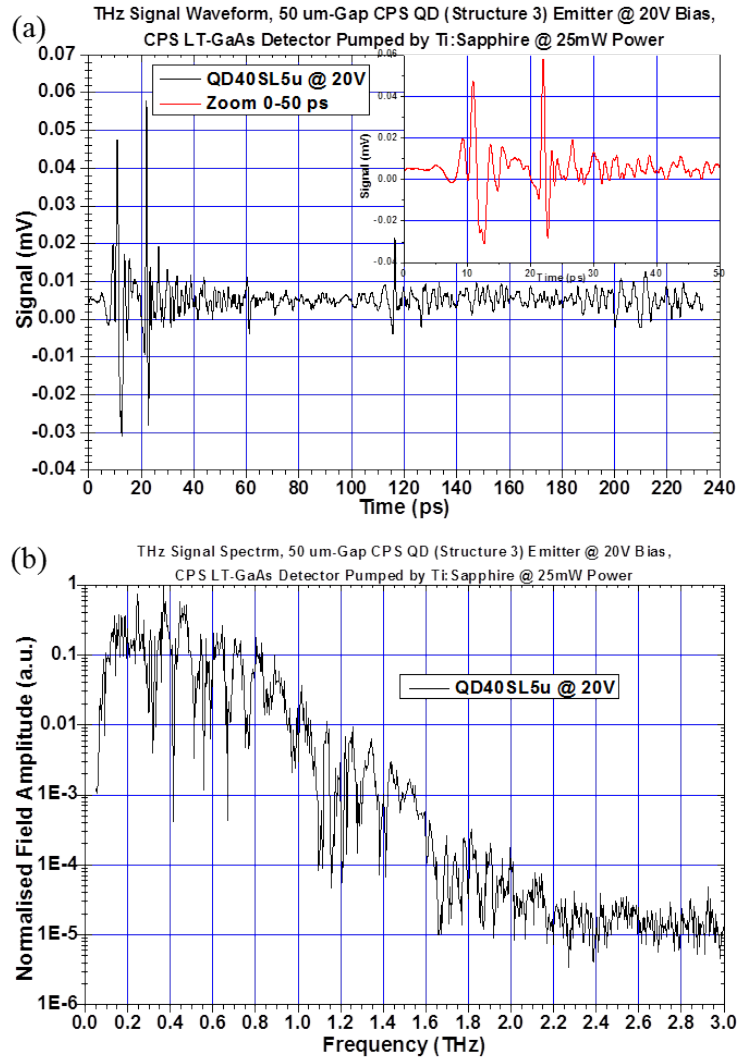 (a)
THz Signal Waveform, 50 um-Gap CPS QD (Structure 3) Emitter @ 20V Bias,
CPS LT-GaAs Detector Pumped by Ti:Sapphire @ 25mW Power
Signal (mV)
0.07
0.06
0.05
0.04
0.03
0.02
0.01
0.00
-0.01
-0.02
-0.03
-0.04
QD40SL5u @ 20V
Zoom 0-50 ps
Signal (mV)
0.06
0.04
0.02
0.00
-0.02
-0.04
0 10 20 30 40 50
Time (ps)
0 20 40 60 80 100 120 140 160 180 200 220 240
Time (ps)
(b)
THz Signal Spectrm, 50 um-Gap CPS QD (Structure 3) Emitter @ 20V Bias,
CPS LT-GaAs Detector Pumped by Ti:Sapphire @ 25mW Power
Normalised Field Amplitude (a.u.)
1
0.1
0.01
1E-3
1E-4
1E-5
1E-6
QD40SL5u @ 20V
0.0 0.2 0.4 0.6 0.8 1.0 1.2 1.4 1.6 1.8 2.0 2.2 2.4 2.6 2.8 3.0
Frequency (THz)